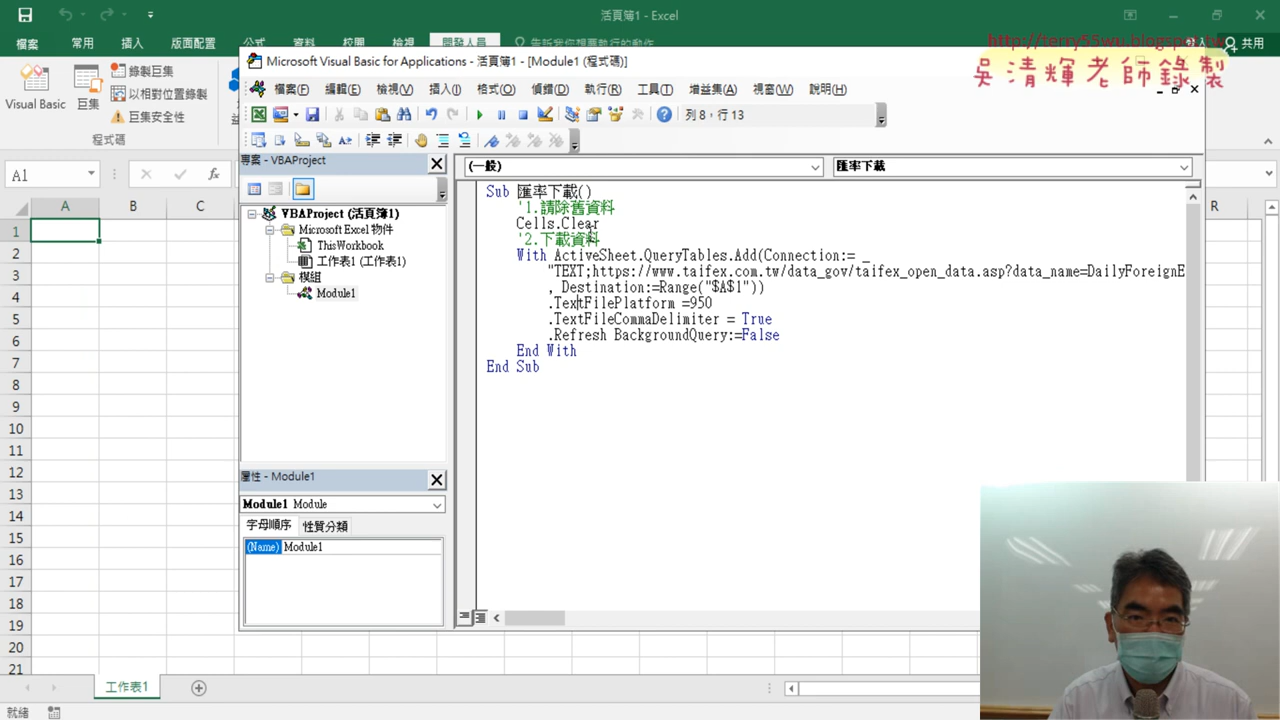 活頁簿1 - Excel
檔案 常用 插入 版面配置 公式 資料 校閱 檢視 開發人員 告訴我您想要執行的動作 共用
http://terry55wu.blogspot.tw
吳清輝老師錄製
Visual Basic 巨集 錄製巨集
以相對位置錄製
巨集安全性
程式碼
Microsoft Visual Basic for Applications - 活頁簿1 - [Module1 (程式碼)]
檔案(F) 編輯(E) 檢視(V) 插入(I) 格式(O) 偵錯(D) 執行(R) 工具(T) 增益集(A) 視窗(W) 說明(H)
列 8，行 13
A1
fx
專案 - VBAProject
VBAProject (活頁簿1)
Microsoft Excel 物件
ThisWorkbook
工作表1 (工作表1)
模組
Module1
屬性 - Module1
Module1 Module
字母順序 性質分類
(Name) Module1
(一般) 匯率下載
Sub 匯率下載()
'1.請除舊資料
Cells.Clear
'2.下載資料
With ActiveSheet.QueryTables.Add(Connection:= _
"TEXT;https://www.taifex.com.tw/data_gov/taifex_open_data.asp?data_name=DailyForeignE
, Destination:=Range("$A$1"))
.TextFilePlatform =950
.TextFileCommaDelimiter = True
.Refresh BackgroundQuery:=False
End With
End Sub
A B C R
1
2
3
4
5
6
7
8
9
10
11
12
13
14
15
16
17
18
19
20
21
工作表1
就緒